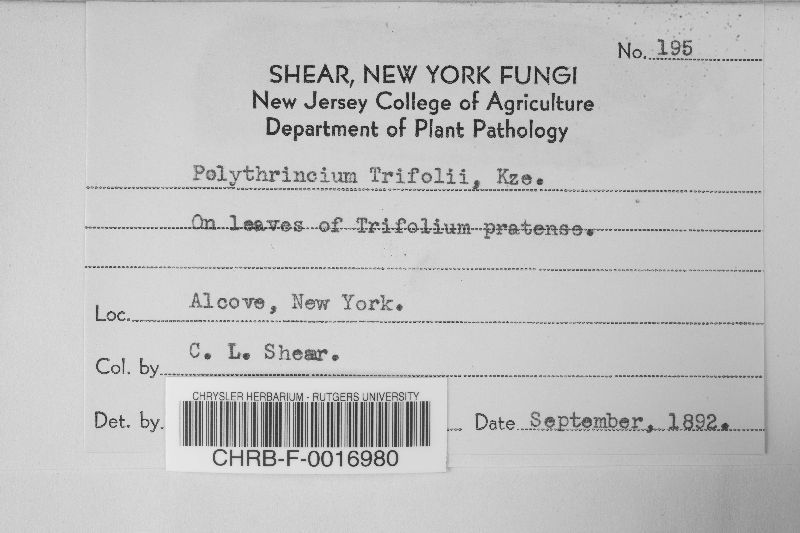 No. 195
SHEAR, NEW YORK FUNGI
New Jersey College of Agriculture
Department of Plant Pathology
Polythrincium Trifolii, Kze.
On leaves of Trifolium pratense.
Loc. Alcove, New York.
Col. by C. L. Shear.
Det. by. Date September, 1892.
CHRYSLER HERBARIUM - RUTGERS UNIVERSITY
CHRB-F-0016980